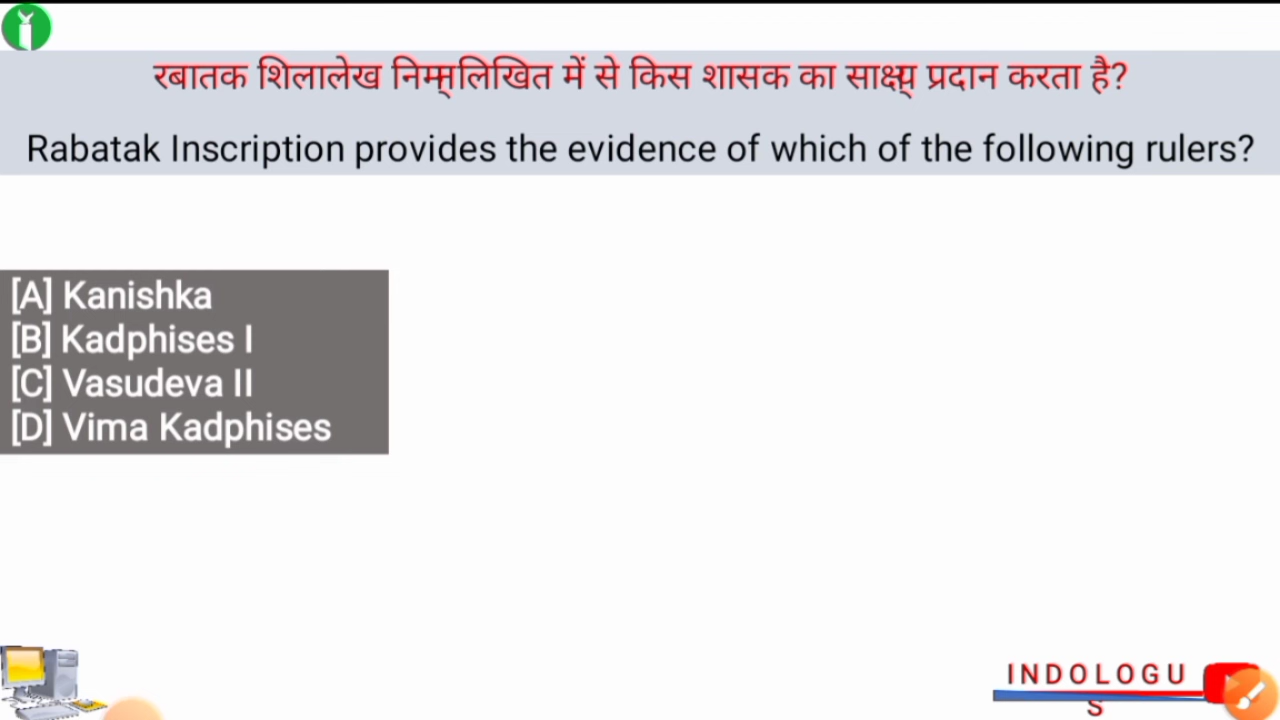 रबातक शिलालेख निम्नलिखित में से किस शासक का साक्ष्य प्रदान करता है?
Rabatak Inscription provides the evidence of which of the following rulers?
[A] Kanishka
[B] Kadphises I
[C] Vasudeva II
[D] Vima Kadphises
INDOLOGU
S